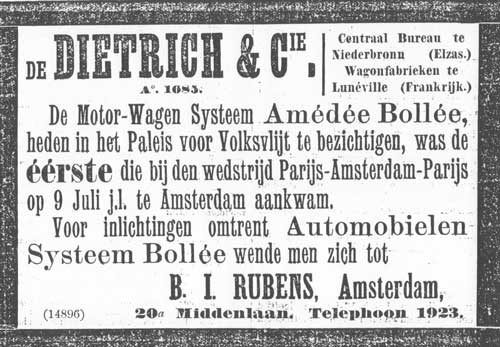 DE DIETRICH & CIE.
Aº. 1685.
Centraal Bureau te
Niederbronn (Elzas.)
Wagonfabrieken te
Lunéville (Frankrijk.)
De Motor-Wagen Systeem Amédée Bollée,
heden in het Paleis voor Volksvlijt te bezichtigen, was de
éérste die bij den wedstrijd Parijs-Amsterdam-Parijs
op 9 Juli j.l. te Amsterdam aankwam.
Voor inlichtingen omtrent Automobielen
Systeem Bollée wende men zich tot
B. I. RUBENS, Amsterdam,
(14896) 20a Middenlaan. Telephoon 1923.